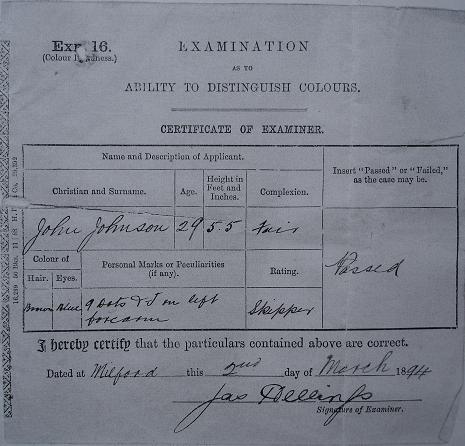 Exn 16.
(Colour Blindness.)
EXAMINATION
AS TO
ABILITY TO DISTINGUISH COLOURS.
CERTIFICATE OF EXAMINER.
Name and Description of Applicant.
Insert "Passed" or "Failed,"
as the case may be.
Christian and Surname.
Age.
Height in
Feet and
Inches.
Complexion.
John Johnson 29 5.5 Fair
Passed
Colour of
Hair. Eyes.
Personal Marks or Peculiarities
(if any).
Rating.
Brown Blue 9 Dots & J on left
forearm
Skipper
I hereby certify that the particulars contained above are correct.
Dated at Milford this 2nd day of March 1894
Jas
Signature of Examiner.